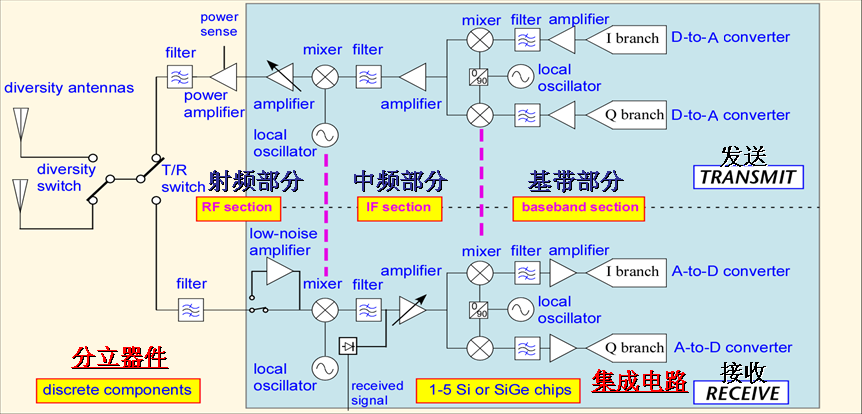 power
sense
filter
power
amplifier
amplifier
mixer
local
oscillator
filter
amplifier
mixer
filter
amplifier
I branch
D-to-A converter
0
90
local
oscillator
Q branch
D-to-A converter
diversity antennas
diversity
switch
T/R
switch
发送
TRANSMIT
射频部分
中频部分
基带部分
RF section
IF section
baseband section
low-noise
amplifier
filter
mixer
filter
amplifier
mixer
filter
amplifier
I branch
A-to-D converter
0
90
local
oscillator
Q branch
A-to-D converter
local
oscillator
received
signal
分立器件
discrete components
1-5 Si or SiGe chips
集成电路
接收
RECEIVE